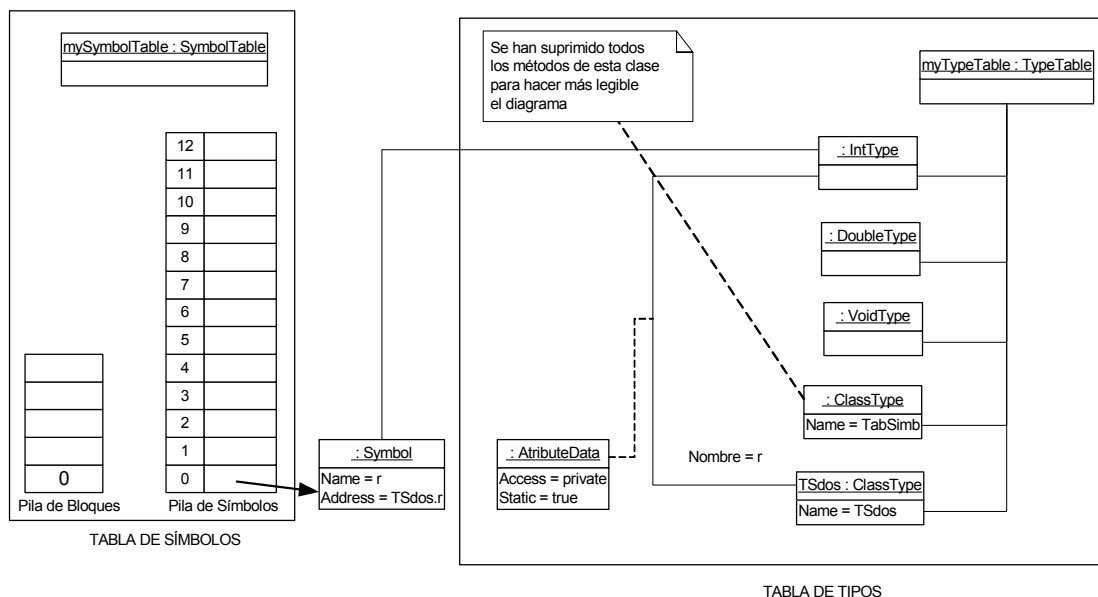 mySymbolTable : SymbolTable
12
11
10
9
8
7
6
5
4
3
2
1
0
0
Pila de Bloques
Pila de Símbolos
TABLA DE SÍMBOLOS
: Symbol
Name = r
Address = TSdos.r
Se han suprimido todos
los métodos de esta clase
para hacer más legible
el diagrama
myTypeTable : TypeTable
: IntType
: DoubleType
: VoidType
: ClassType
Name = TabSimb
: AtributeData
Access = private
Static = true
Nombre = r
TSdos : ClassType
Name = TSdos
TABLA DE TIPOS